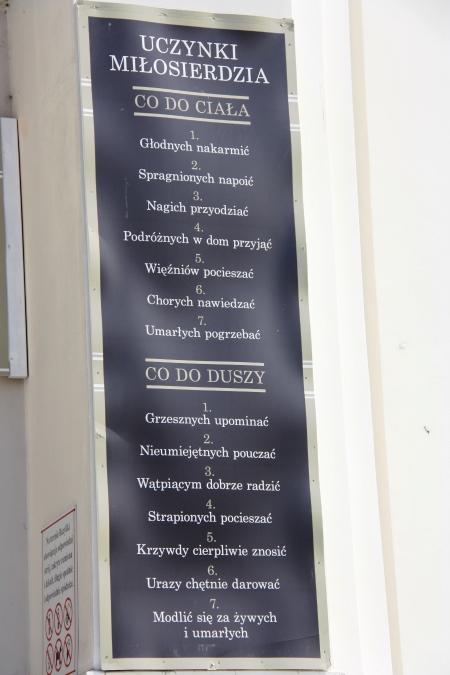 UCZYNKI
MIŁOSIERDZIA
CO DO CIAŁA
1.
Głodnych nakarmić
2.
Spragnionych napoić
3.
Nagich przyodziać
4.
Podróżnych w dom przyjąć
5.
Więźniów pocieszać
6.
Chorych nawiedzać
7.
Umarłych pogrzebać
CO DO DUSZY
1.
Grzesznych upominać
2.
Nieumiejętnych pouczać
3.
Wątpiącym dobrze radzić
4.
Strapionych pocieszać
5.
Krzywdy cierpliwie znosić
6.
Urazy chętnie darować
7.
Modlić się za żywych
i umarłych